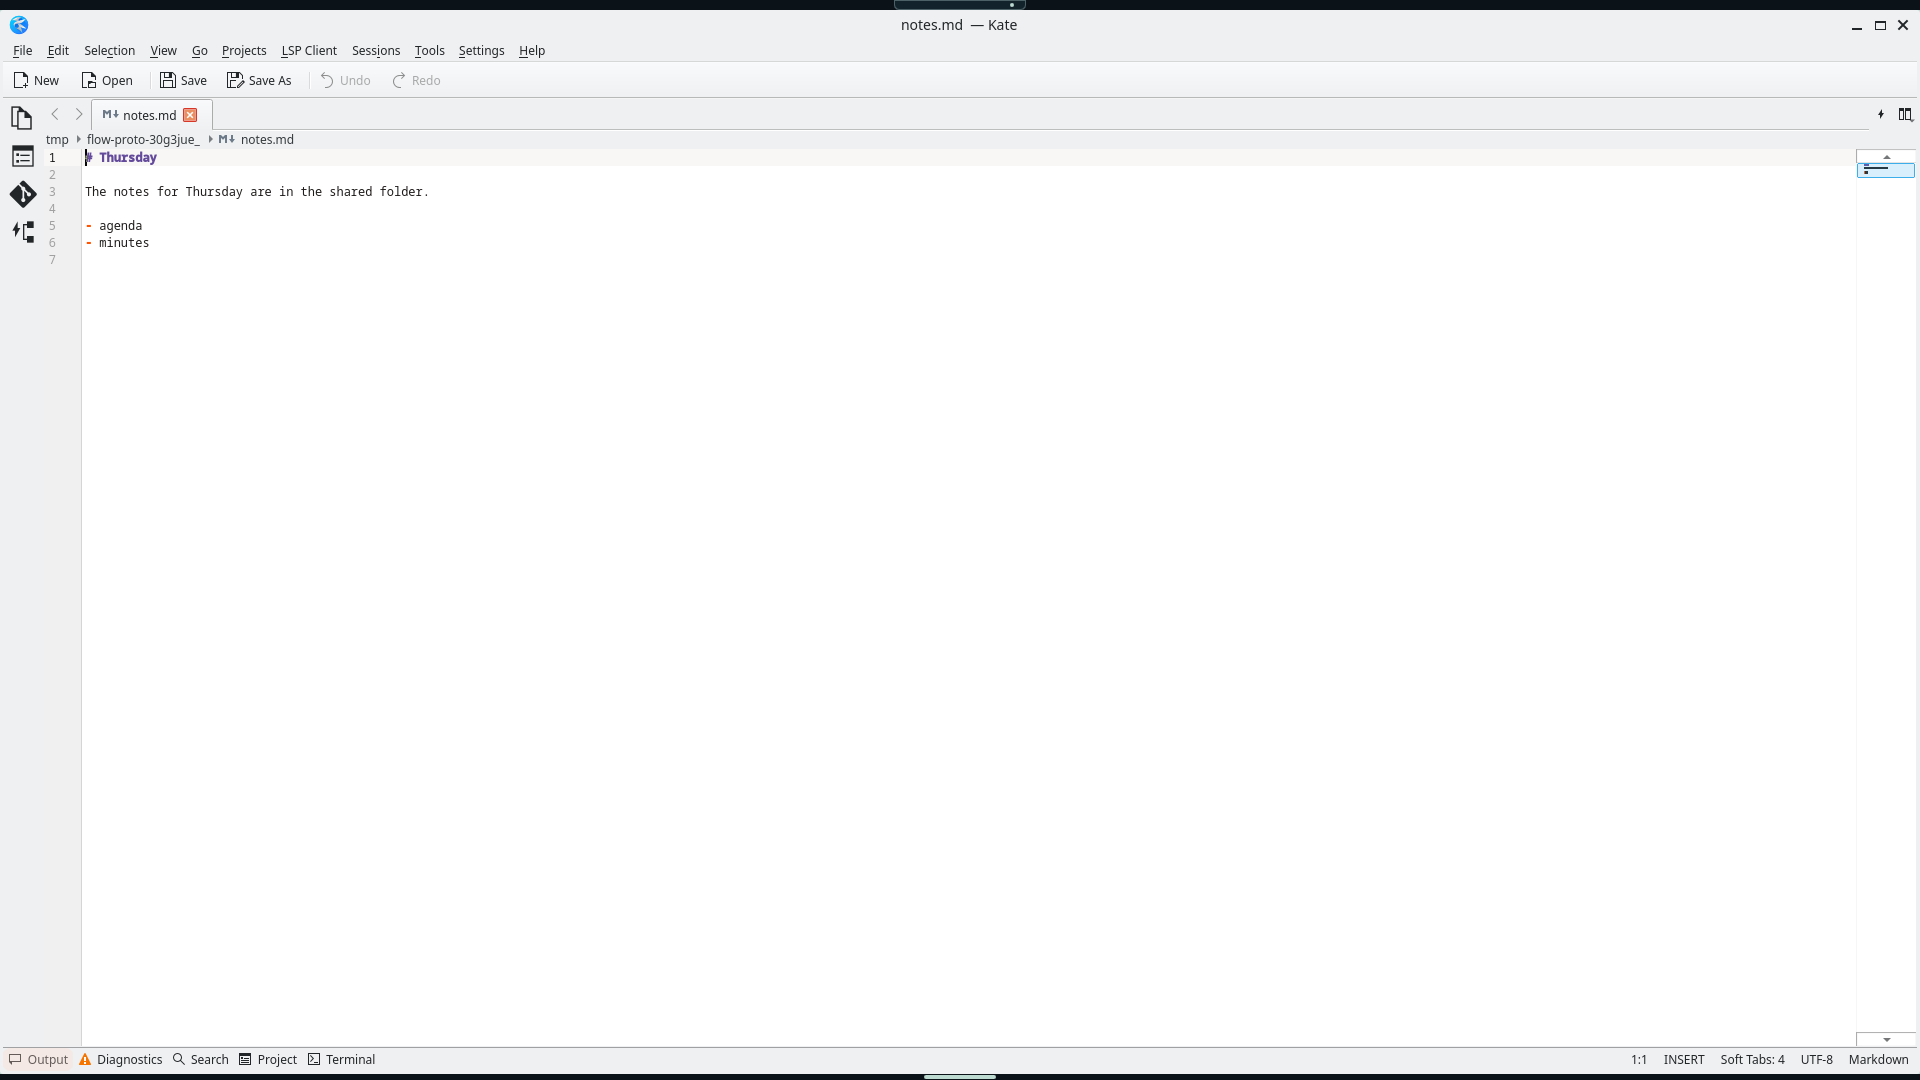 notes.md — Kate
File Edit Selection View Go Projects LSP Client Sessions Tools Settings Help
New Open Save Save As Undo Redo
notes.md
tmp flow-proto-30g3jue_ notes.md
1 # Thursday
2
3 The notes for Thursday are in the shared folder.
4
5 - agenda
6 - minutes
7
Output Diagnostics Search Project Terminal 1:1 INSERT Soft Tabs: 4 UTF-8 Markdown